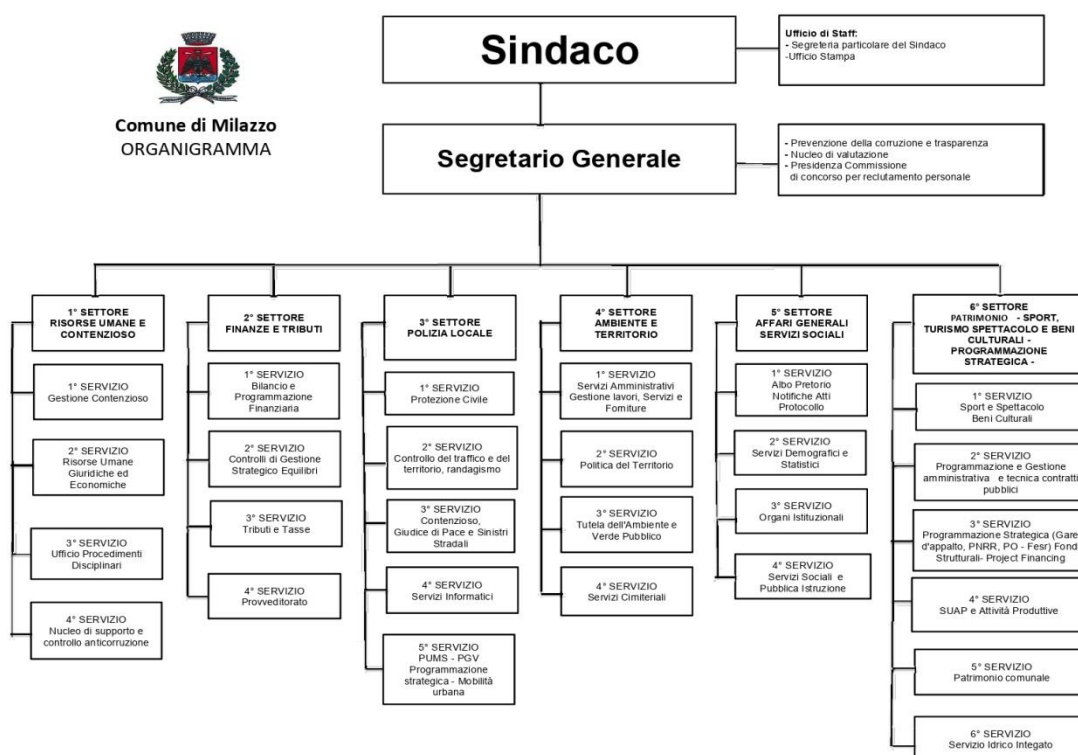 Comune di Milazzo
ORGANIGRAMMA
Sindaco
Ufficio di Staff:
- Segreteria particolare del Sindaco
-Ufficio Stampa
Segretario Generale
- Prevenzione della corruzione e trasparenza
- Nucleo di valutazione
- Presidenza Commissione
di concorso per reclutamento personale
1° SETTORE
RISORSE UMANE E
CONTENZIOSO
1° SERVIZIO
Gestione Contenzioso
2° SERVIZIO
Risorse Umane
Giuridiche ed
Economiche
3° SERVIZIO
Ufficio Procedimenti
Disciplinari
4° SERVIZIO
Nucleo di supporto e
controllo anticorruzione
2° SETTORE
FINANZE E TRIBUTI
1° SERVIZIO
Bilancio e
Programmazione
Finanziaria
2° SERVIZIO
Controlli di Gestione
Strategico Equilibri
3° SERVIZIO
Tributi e Tasse
4° SERVIZIO
Provveditorato
3° SETTORE
POLIZIA LOCALE
1° SERVIZIO
Protezione Civile
2° SERVIZIO
Controllo del traffico e del
territorio, randagismo
3° SERVIZIO
Contenzioso,
Giudice di Pace e Sinistri
Stradali
4° SERVIZIO
Servizi Informatici
5° SERVIZIO
PUMS - PGV
Programmazione
strategica - Mobilità
urbana
4° SETTORE
AMBIENTE E
TERRITORIO
1° SERVIZIO
Servizi Amministrativi
Gestione lavori, Servizi e
Forniture
2° SERVIZIO
Politica del Territorio
3° SERVIZIO
Tutela dell'Ambiente e
Verde Pubblico
4° SERVIZIO
Servizi Cimiteriali
5° SETTORE
AFFARI GENERALI
SERVIZI SOCIALI
1° SERVIZIO
Albo Pretorio
Notifiche Atti
Protocollo
2° SERVIZIO
Servizi Demografici e
Statistici
3° SERVIZIO
Organi Istituzionali
4° SERVIZIO
Servizi Sociali e
Pubblica Istruzione
6° SETTORE
PATRIMONIO - SPORT,
TURISMO SPETTACOLO E BENI
CULTURALI -
PROGRAMMAZIONE
STRATEGICA -
1° SERVIZIO
Sport e Spettacolo
Beni Culturali
2° SERVIZIO
Programmazione e Gestione
amministrativa e tecnica contratti
pubblici
3° SERVIZIO
Programmazione Strategica (Gare
d'appalto, PNRR, PO - Fesr) Fondi
Strutturali- Project Financing
4° SERVIZIO
SUAP e Attività Produttive
5° SERVIZIO
Patrimonio comunale
6° SERVIZIO
Servizio Idrico Integato